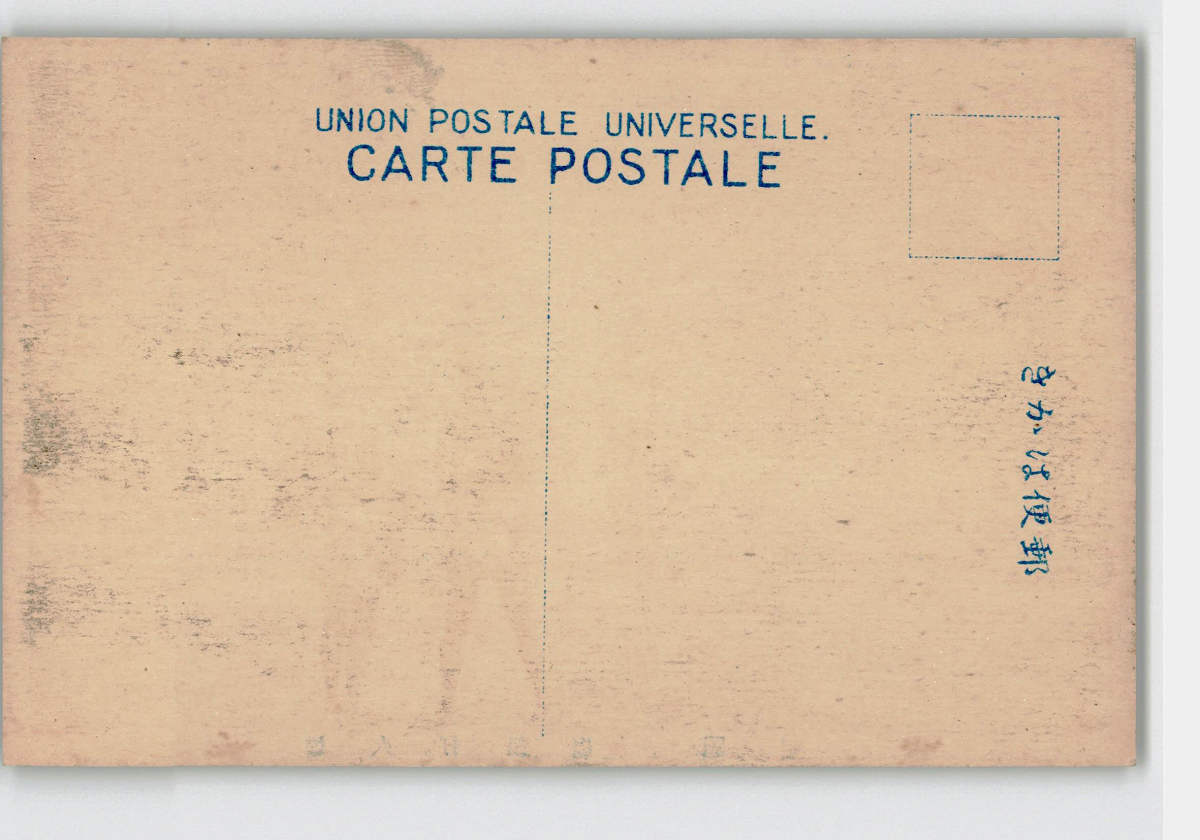 UNION POSTALE UNIVERSELLE.
CARTE POSTALE
郵便はかき